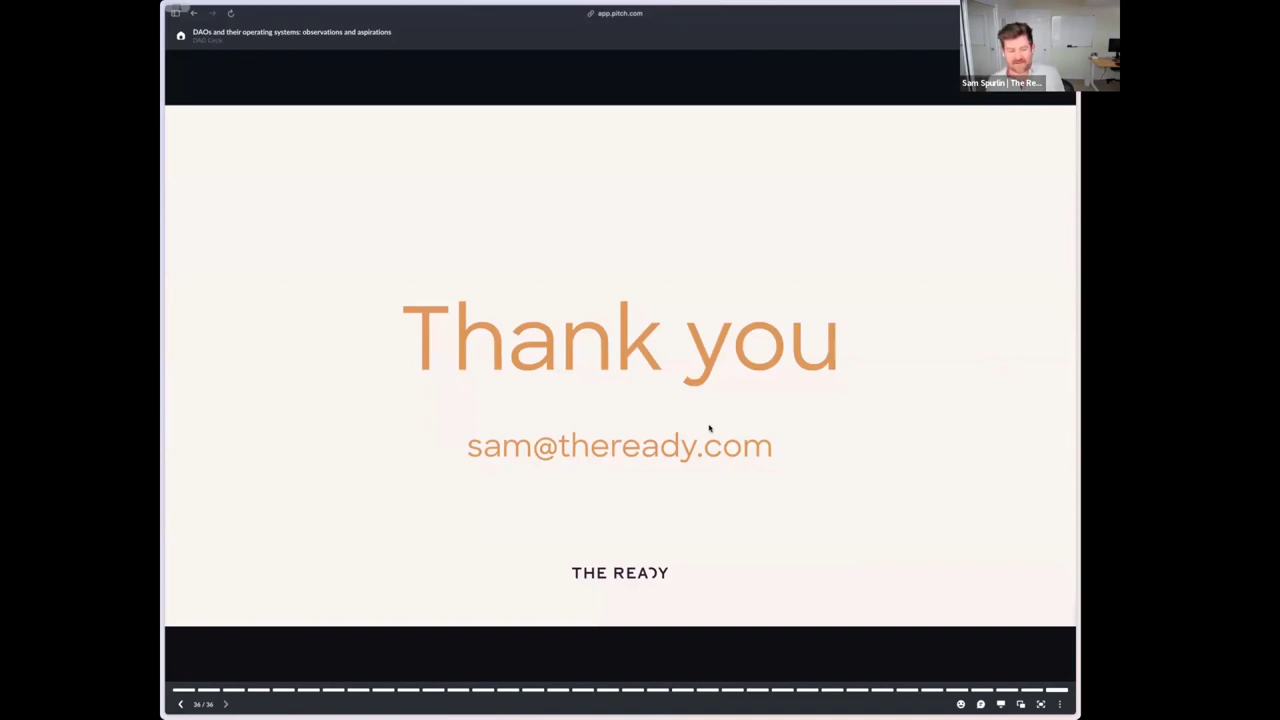 app.pitch.com
DAOs and their operating systems: observations and aspirations
Sam Spurlin | The Re...
Thank you
sam@theready.com
THE READY
36 / 36